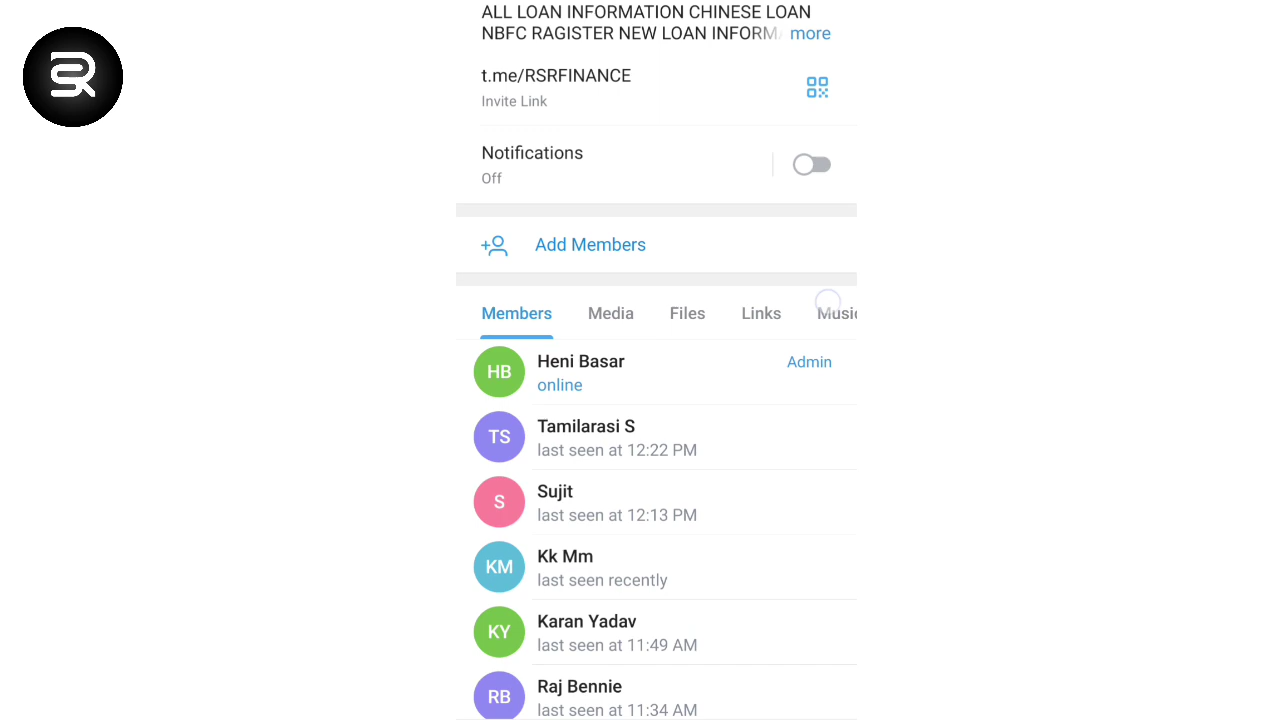 ALL LOAN INFORMATION CHINESE LOAN
NBFC RAGISTER NEW LOAN INFORM more
t.me/RSRFINANCE
Invite Link
Notifications
Off
Add Members
Members Media Files Links Music
HB Heni Basar Admin
online
TS Tamilarasi S
last seen at 12:22 PM
S Sujit
last seen at 12:13 PM
KM Kk Mm
last seen recently
KY Karan Yadav
last seen at 11:49 AM
RB Raj Bennie
last seen at 11:34 AM